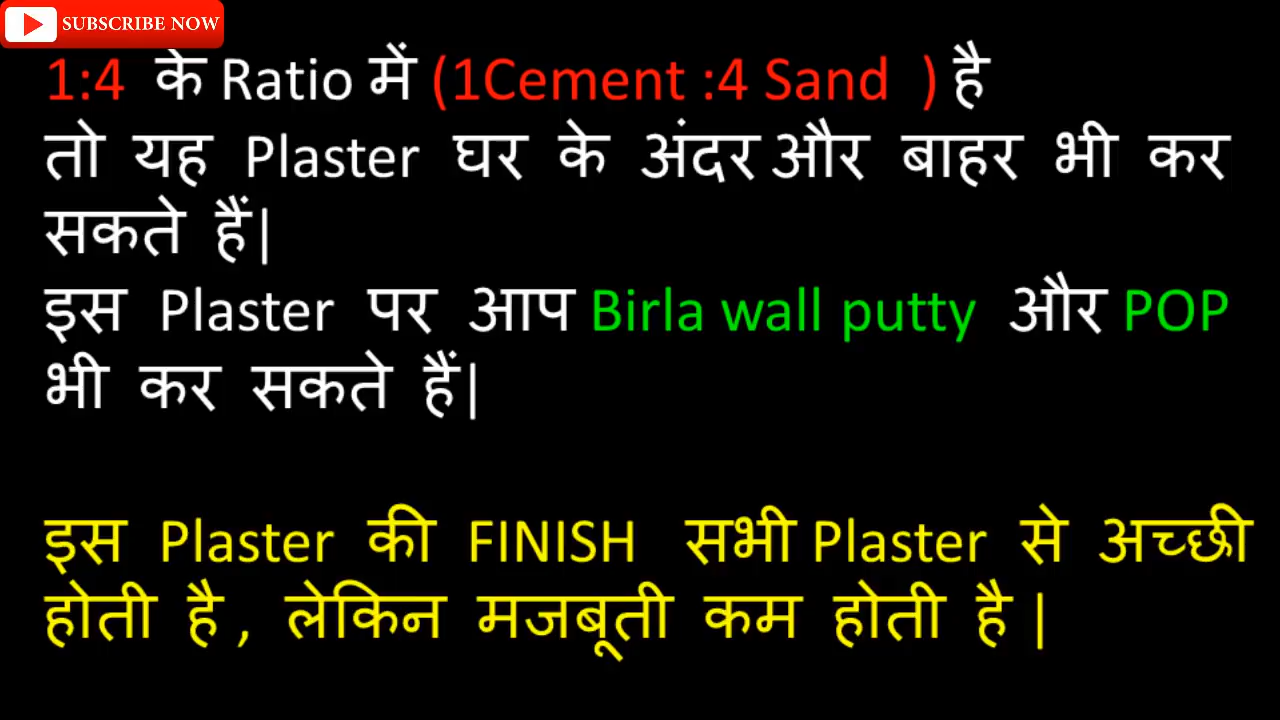 SUBSCRIBE NOW
1:4 के Ratio में (1Cement :4 Sand ) है
तो यह Plaster घर के अंदर और बाहर भी कर
सकते हैं|
इस Plaster पर आप Birla wall putty और POP
भी कर सकते हैं|
इस Plaster की FINISH सभी Plaster से अच्छी
होती है , लेकिन मजबूती कम होती है |